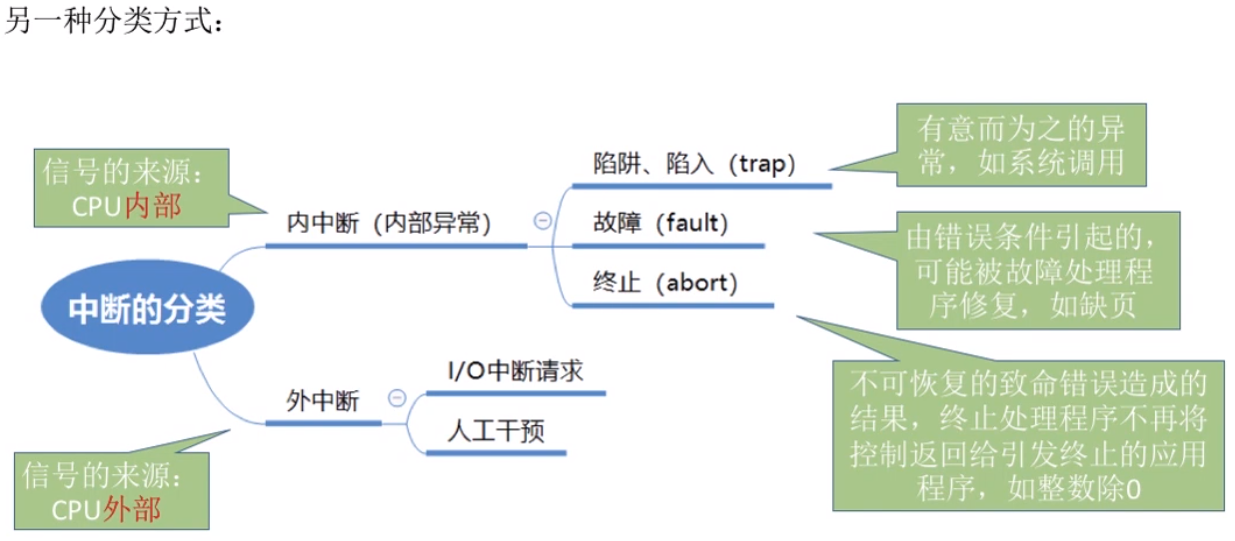 另一种分类方式：
信号的来源：
CPU内部
内中断（内部异常）
陷阱、陷入（trap）
有意而为之的异
常，如系统调用
故障（fault）
由错误条件引起的，
可能被故障处理程
序修复，如缺页
终止（abort）
不可恢复的致命错误造成的
结果，终止处理程序不再将
控制返回给引发终止的应用
程序，如整数除0
中断的分类
外中断
I/O中断请求
人工干预
信号的来源：
CPU外部